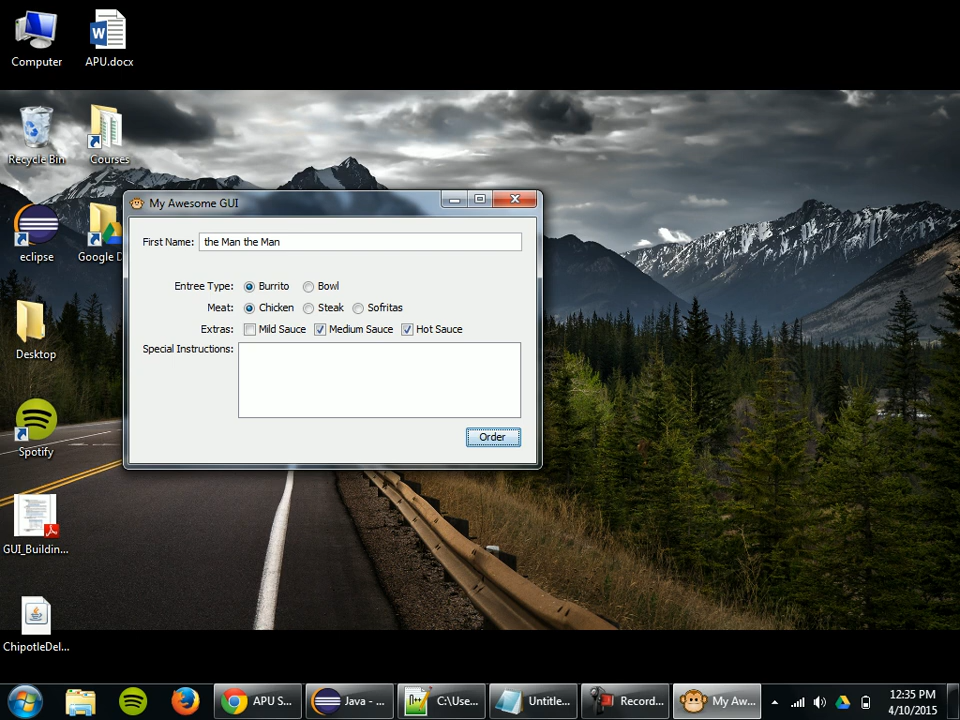 Computer
APU.docx
Recycle Bin
Courses
eclipse
Google D
Desktop
Spotify
GUI_Buildin...
ChipotleDel...
My Awesome GUI
First Name: the Man the Man
Entree Type: Burrito Bowl
Meat: Chicken Steak Sofritas
Extras: Mild Sauce Medium Sauce Hot Sauce
Special Instructions:
Order
APU S... Java - ... C:\Use... Untitle... Record... My Aw...
12:35 PM
4/10/2015